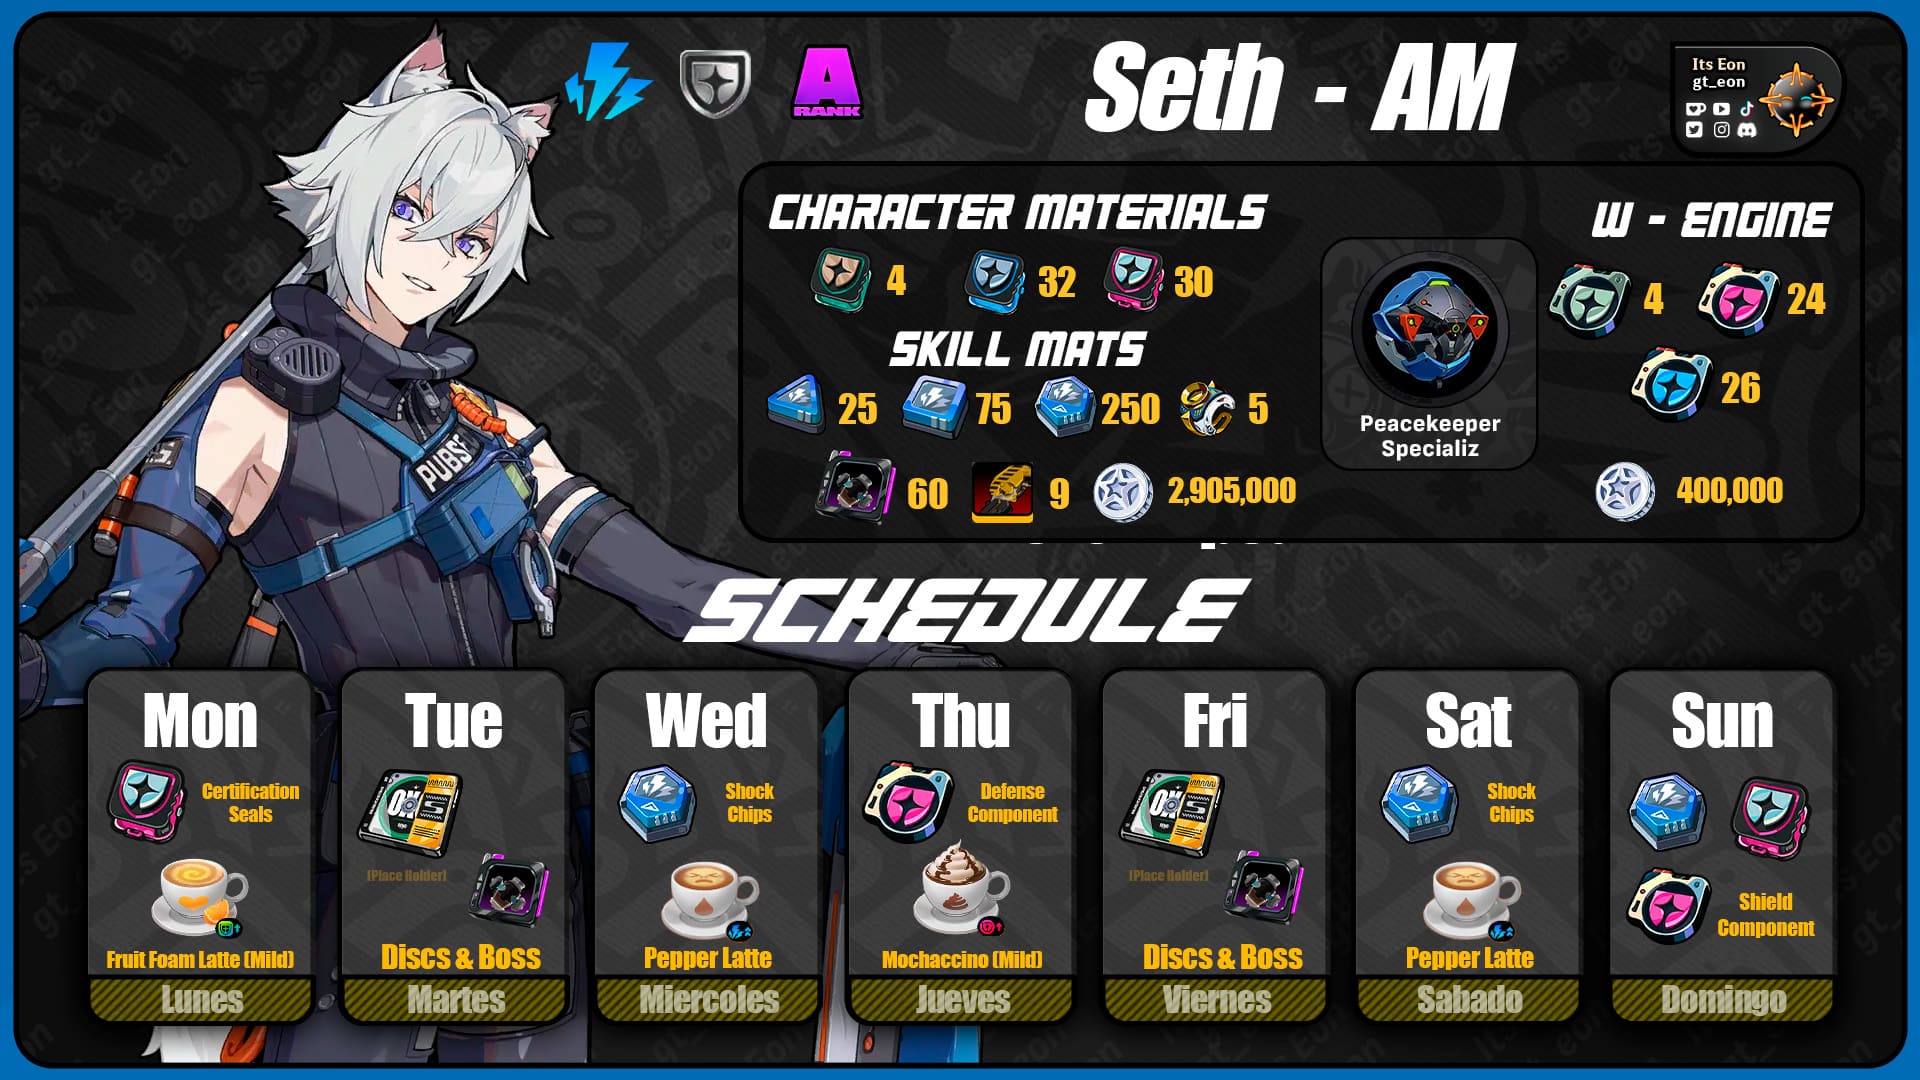 A
RANK
Seth - AM
Its Eon
gt_eon
CHARACTER MATERIALS
4
32
30
SKILL MATS
25
75
250
5
60
9
2,905,000
Peacekeeper
Specializ
W - ENGINE
4
24
26
400,000
PUBSEC
SCHEDULE
Mon
Certification
Seals
Fruit Foam Latte (Mild)
Lunes
Tue
[Place Holder]
Discs & Boss
Martes
Wed
Shock
Chips
Pepper Latte
Miercoles
Thu
Defense
Component
Mochaccino (Mild)
Jueves
Fri
[Place Holder]
Discs & Boss
Viernes
Sat
Shock
Chips
Pepper Latte
Sabado
Sun
Shield
Component
Domingo